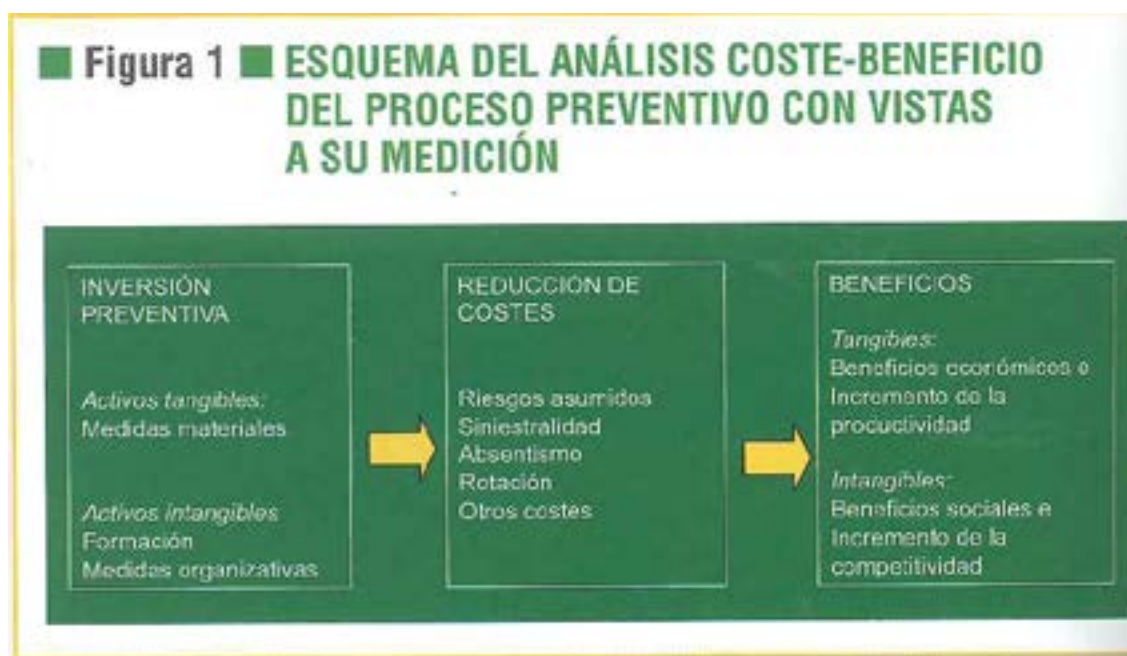 ■ Figura 1 ■ ESQUEMA DEL ANÁLISIS COSTE-BENEFICIO
DEL PROCESO PREVENTIVO CON VISTAS
A SU MEDICIÓN
INVERSIÓN
PREVENTIVA
Activos tangibles:
Medidas materiales
Activos intangibles
Formación
Medidas organizativas
REDUCCIÓN DE
COSTES
Riesgos asumidos
Siniestralidad
Absentismo
Rotación
Otros costes
BENEFICIOS
Tangibles:
Beneficios económicos e
Incremento de la
productividad
Intangibles:
Beneficios sociales e
Incremento de la
competitividad